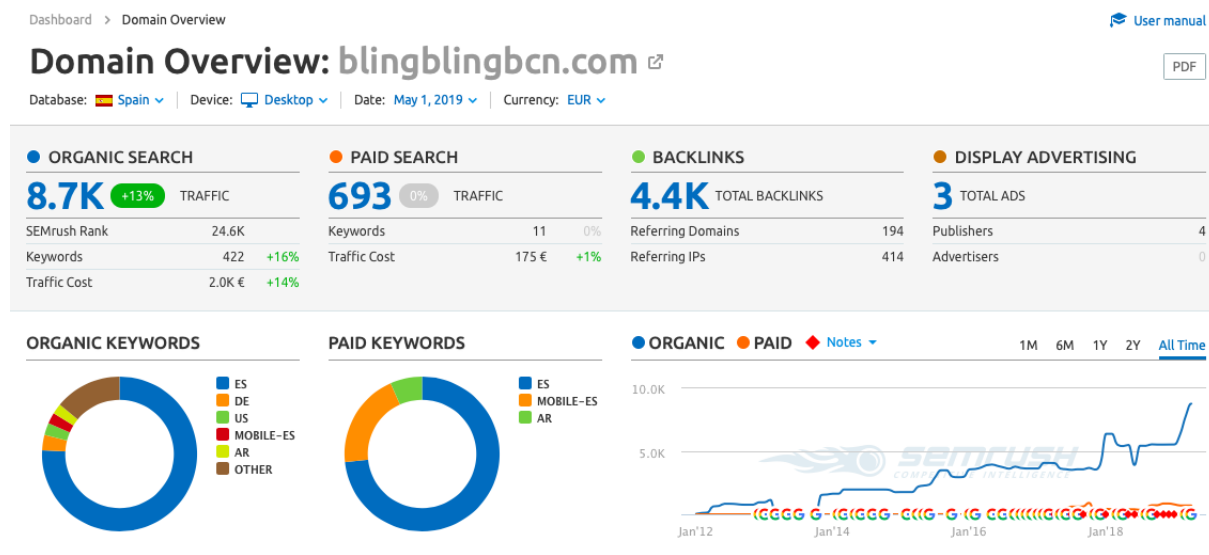 Dashboard > Domain Overview
User manual
Domain Overview: blingblingbcn.com
PDF
Database: Spain Device: Desktop Date: May 1, 2019 Currency: EUR
ORGANIC SEARCH
8.7K +13% TRAFFIC
SEMrush Rank 24.6K
Keywords 422 +16%
Traffic Cost 2.0K € +14%
PAID SEARCH
693 0% TRAFFIC
Keywords 11 0%
Traffic Cost 175 € +1%
BACKLINKS
4.4K TOTAL BACKLINKS
Referring Domains 194
Referring IPs 414
DISPLAY ADVERTISING
3 TOTAL ADS
Publishers 4
Advertisers 0
ORGANIC KEYWORDS
ES
DE
US
MOBILE-ES
AR
OTHER
PAID KEYWORDS
ES
MOBILE-ES
AR
ORGANIC PAID Notes
1M 6M 1Y 2Y All Time
10.0K
5.0K
SEMRUSH
COMPETITIVE INTELLIGENCE
Jan'12 Jan'14 Jan'16 Jan'18